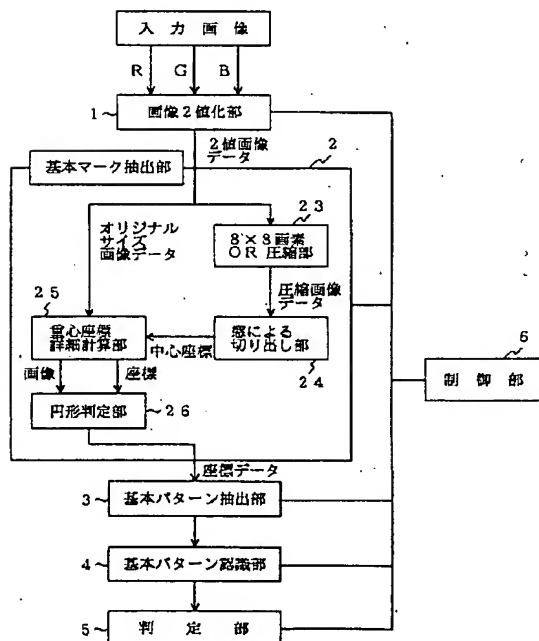 入力画像
R G B
1 画像2値化部
2値画像
データ
2
基本マーク抽出部
オリジナル
サイズ
画像データ
23
8×8画素
OR圧縮部
圧縮画像
データ
25
重心座標
詳細計算部
中心座標
感による
切り出し部
24
画像 座標
円形判定部
26
6
制御部
座標データ
3 基本パターン抽出部
4 基本パターン認識部
5 判定部